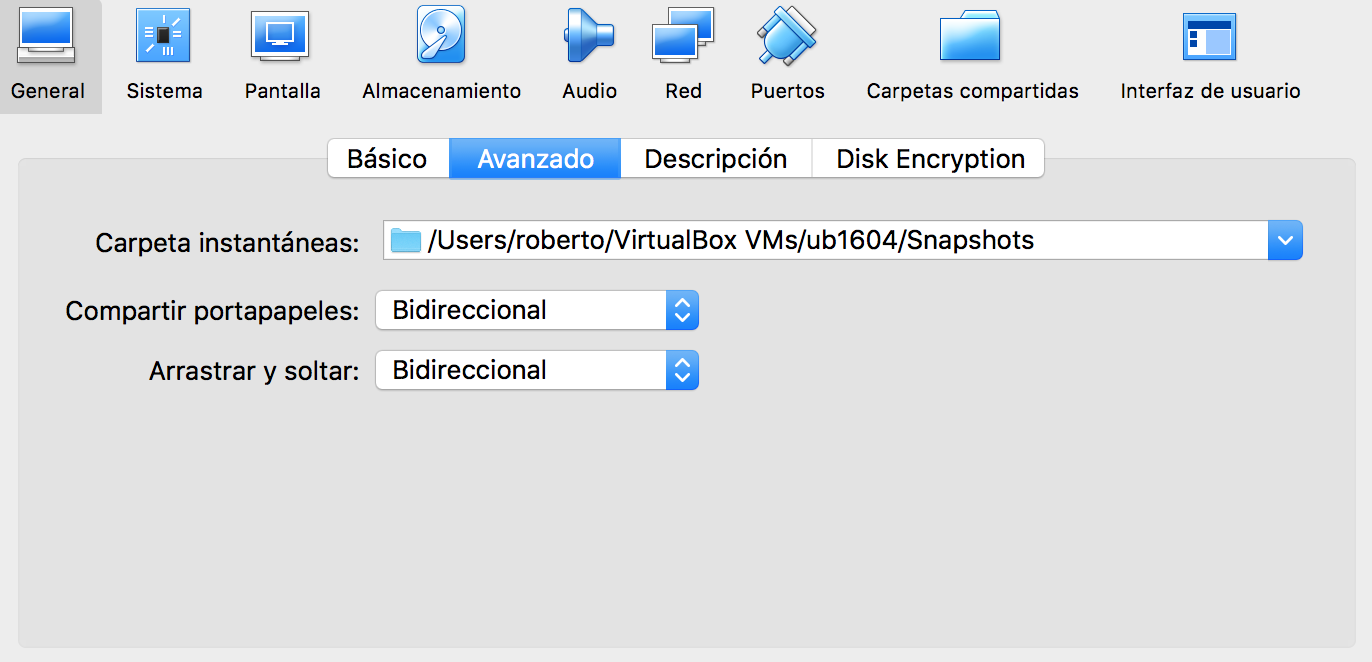 General Sistema Pantalla Almacenamiento Audio Red Puertos Carpetas compartidas Interfaz de usuario
Básico Avanzado Descripción Disk Encryption
Carpeta instantáneas: /Users/roberto/VirtualBox VMs/ub1604/Snapshots
Compartir portapapeles: Bidireccional
Arrastrar y soltar: Bidireccional